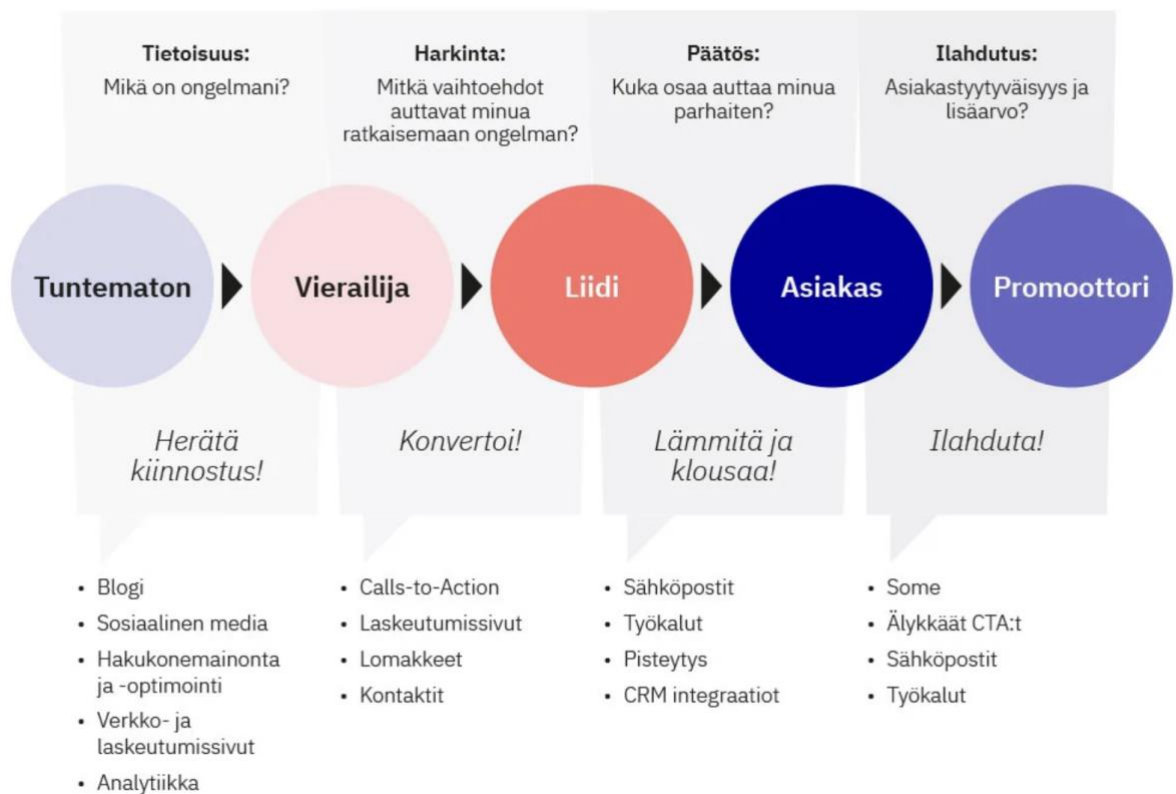 Tietoisuus:
Mikä on ongelmani?
Harkinta:
Mitkä vaihtoehdot
auttavat minua
ratkaisemaan ongelman?
Päätös:
Kuka osaa auttaa minua
parhaiten?
Ilahdutus:
Asiakastyytyväisyys ja
lisäarvo?
Tuntematon
Vierailija
Liidi
Asiakas
Promoottori
Herätä
kiinnostus!
Konvertoi!
Lämmitä ja
klousaa!
Ilahduta!
• Blogi
• Sosiaalinen media
• Hakukonemainonta
ja -optimointi
• Verkko- ja
laskeutumissivut
• Analytiikka
• Calls-to-Action
• Laskeutumissivut
• Lomakkeet
• Kontaktit
• Sähköpostit
• Työkalut
• Pisteytys
• CRM integraatiot
• Some
• Älykkäät CTA:t
• Sähköpostit
• Työkalut